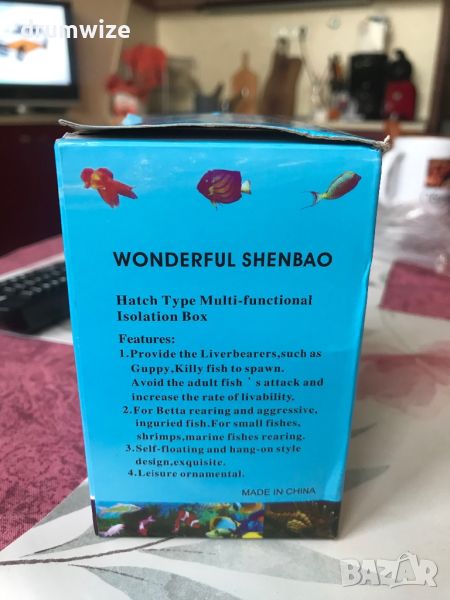 drumwize
WONDERFUL SHENBAO
Hatch Type Multi-functional
Isolation Box
Features:
1.Provide the Liverbearers,such as
Guppy,Killy fish to spawn.
Avoid the adult fish's attack and
increase the rate of livability.
2.For Betta rearing and aggressive,
inguried fish.For small fishes,
shrimps,marine fishes rearing.
3.Self-floating and hang-on style
design,exquisite.
4.Leisure ornamental.
MADE IN CHINA
BAZAR